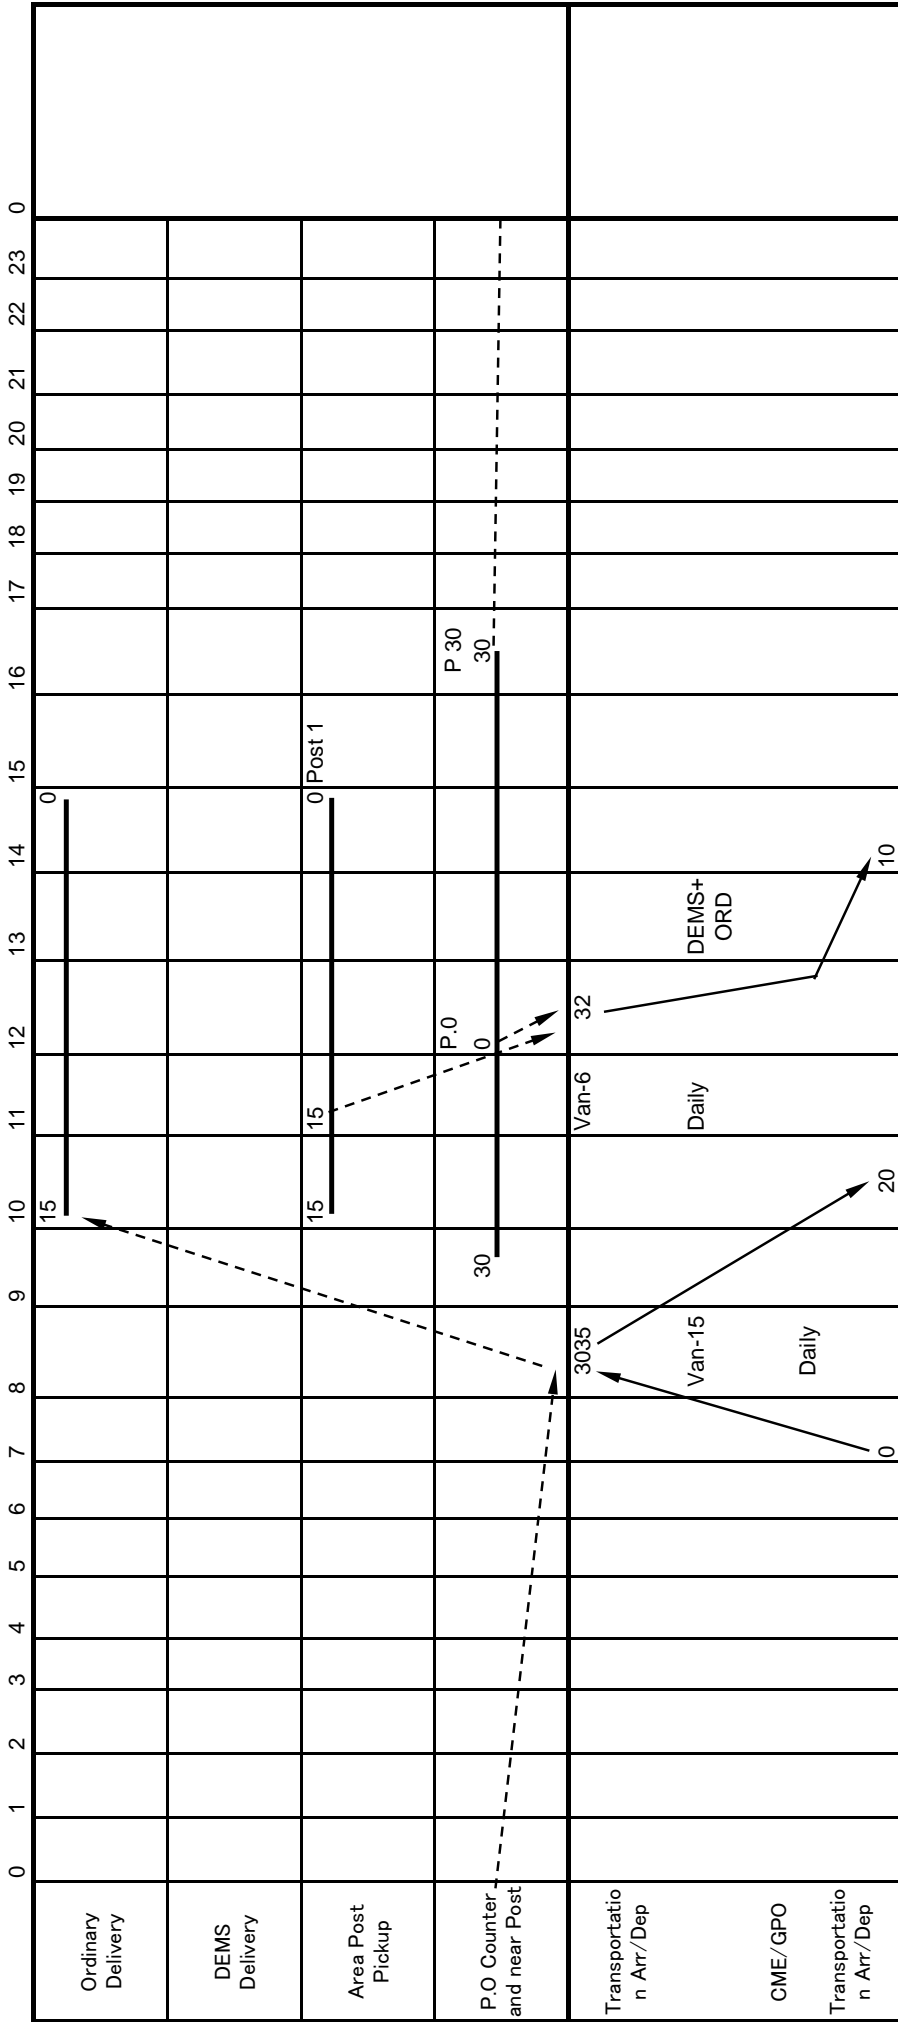 0 1 2 3 4 5 6 7 8 9 10 11 12 13 14 15 16 17 18 19 20 21 22 23 0
Ordinary
Delivery
15
0
DEMS
Delivery
Area Post
Pickup
15
15
0 Post 1
P.O Counter
and near Post
30
P.0
0
P 30
30
Transportatio
n Arr/Dep
3035
Van-6
32
Van-15
Daily
DEMS+
ORD
CME/GPO
Daily
Transportatio
n Arr/Dep
0
20
10